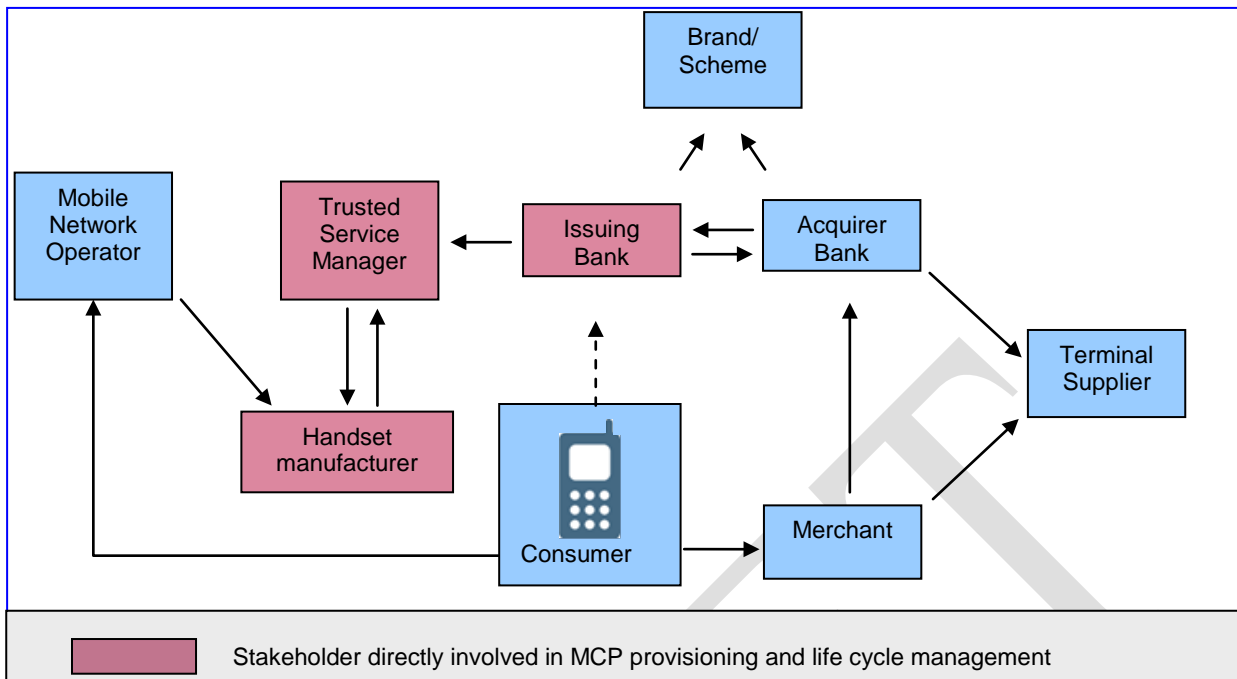 Brand/
Scheme
Mobile
Network
Operator
Trusted
Service
Manager
Issuing
Bank
Acquirer
Bank
Terminal
Supplier
Handset
manufacturer
Consumer
Merchant
Stakeholder directly involved in MCP provisioning and life cycle management